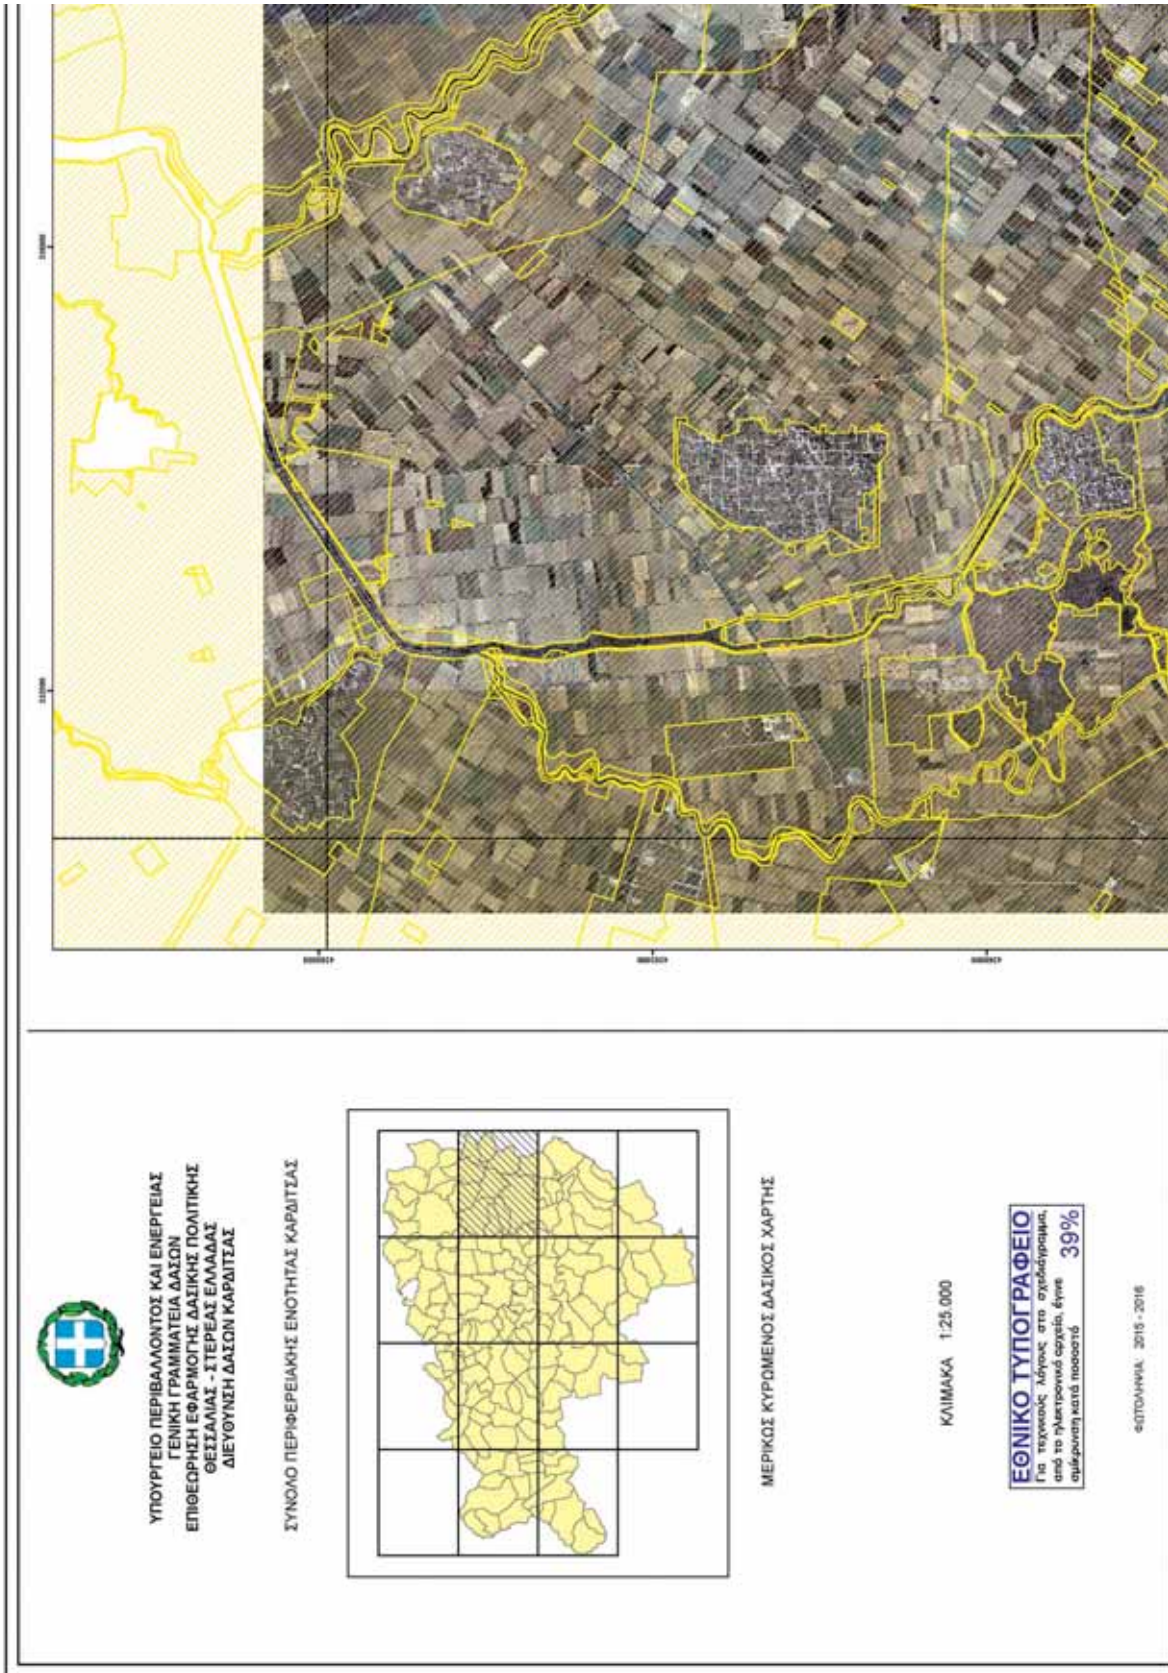 ΥΠΟΥΡΓΕΙΟ ΠΕΡΙΒΑΛΛΟΝΤΟΣ ΚΑΙ ΕΝΕΡΓΕΙΑΣ
ΓΕΝΙΚΗ ΓΡΑΜΜΑΤΕΙΑ ΔΑΣΩΝ
ΕΠΙΘΕΩΡΗΣΗ ΕΦΑΡΜΟΓΗΣ ΔΑΣΙΚΗΣ ΠΟΛΙΤΙΚΗΣ
ΘΕΣΣΑΛΙΑΣ - ΣΤΕΡΕΑΣ ΕΛΛΑΔΑΣ
ΔΙΕΥΘΥΝΣΗ ΔΑΣΩΝ ΚΑΡΔΙΤΣΑΣ
ΣΥΝΟΛΟ ΠΕΡΙΦΕΡΕΙΑΚΗΣ ΕΝΟΤΗΤΑΣ ΚΑΡΔΙΤΣΑΣ
ΜΕΡΙΚΩΣ ΚΥΡΩΜΕΝΟΣ ΔΑΣΙΚΟΣ ΧΑΡΤΗΣ
ΚΛΙΜΑΚΑ 1:25.000
ΕΘΝΙΚΟ ΤΥΠΟΓΡΑΦΕΙΟ
Για τεχνικούς λόγους στο σχεδιάγραμμα,
από το ηλεκτρονικό αρχείο, έγινε
σμίκρυνση κατά ποσοστό 39%
ΦΩΤΟΛΗΨΙΑ: 2015 - 2016